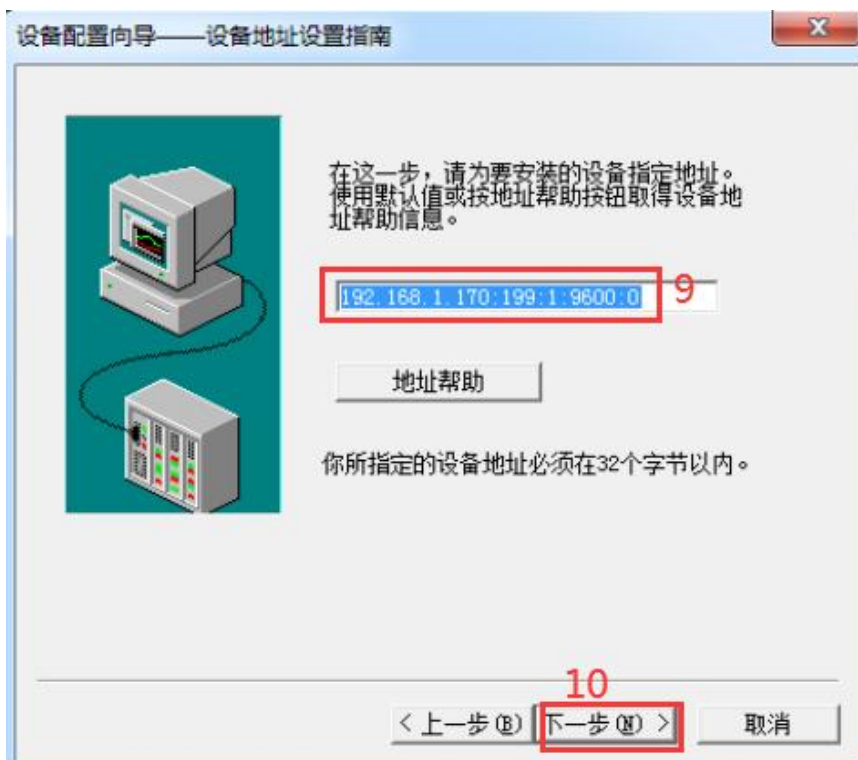 设备配置向导——设备地址设置指南
在这一步，请为要安装的设备指定地址。
使用默认值或按地址帮助按钮取得设备地
址帮助信息。
192.168.1.170:199:1:9600:0 9
地址帮助
你所指定的设备地址必须在32个字节以内。
10
<上一步(B) 下一步(N)> 取消